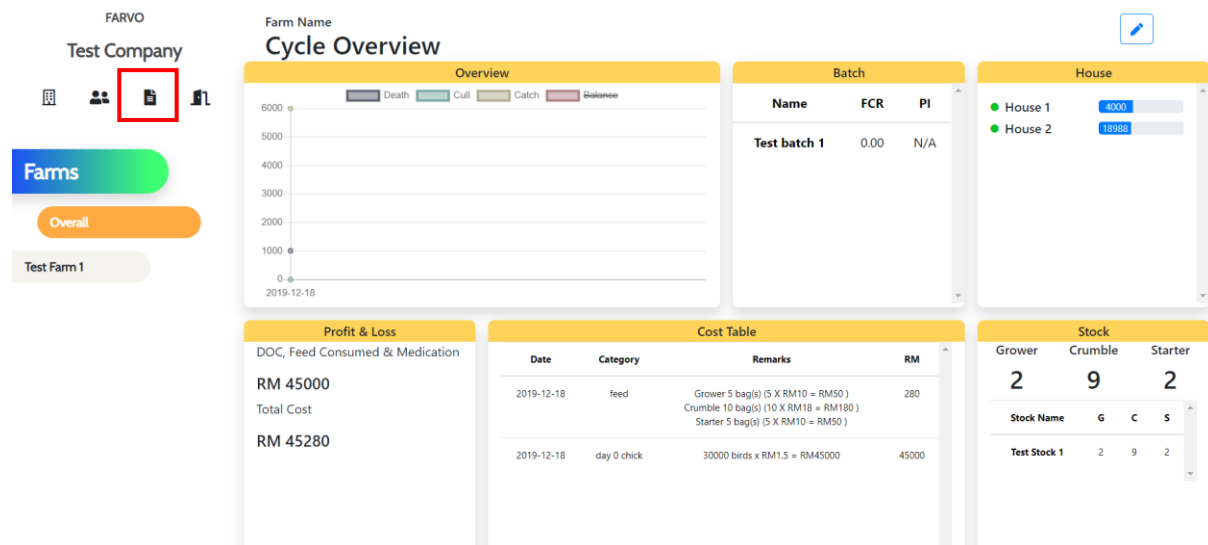 FARVO
Test Company
Farms
Overall
Test Farm 1
Farm Name
Cycle Overview
Overview
Death Cull Catch Balance
6000
5000
4000
3000
2000
1000
0
2019-12-18
Batch
Name FCR PI
Test batch 1 0.00 N/A
House
House 1 4000
House 2 18988
Profit & Loss
DOC, Feed Consumed & Medication
RM 45000
Total Cost
RM 45280
Cost Table
Date Category Remarks RM
2019-12-18 feed Grower 5 bag(s) (5 X RM10 = RM50 ) 280
Crumble 10 bag(s) (10 X RM18 = RM180 )
Starter 5 bag(s) (5 X RM10 = RM50 )
2019-12-18 day 0 chick 30000 birds x RM1.5 = RM45000 45000
Stock
Grower Crumble Starter
2 9 2
Stock Name G C S
Test Stock 1 2 9 2